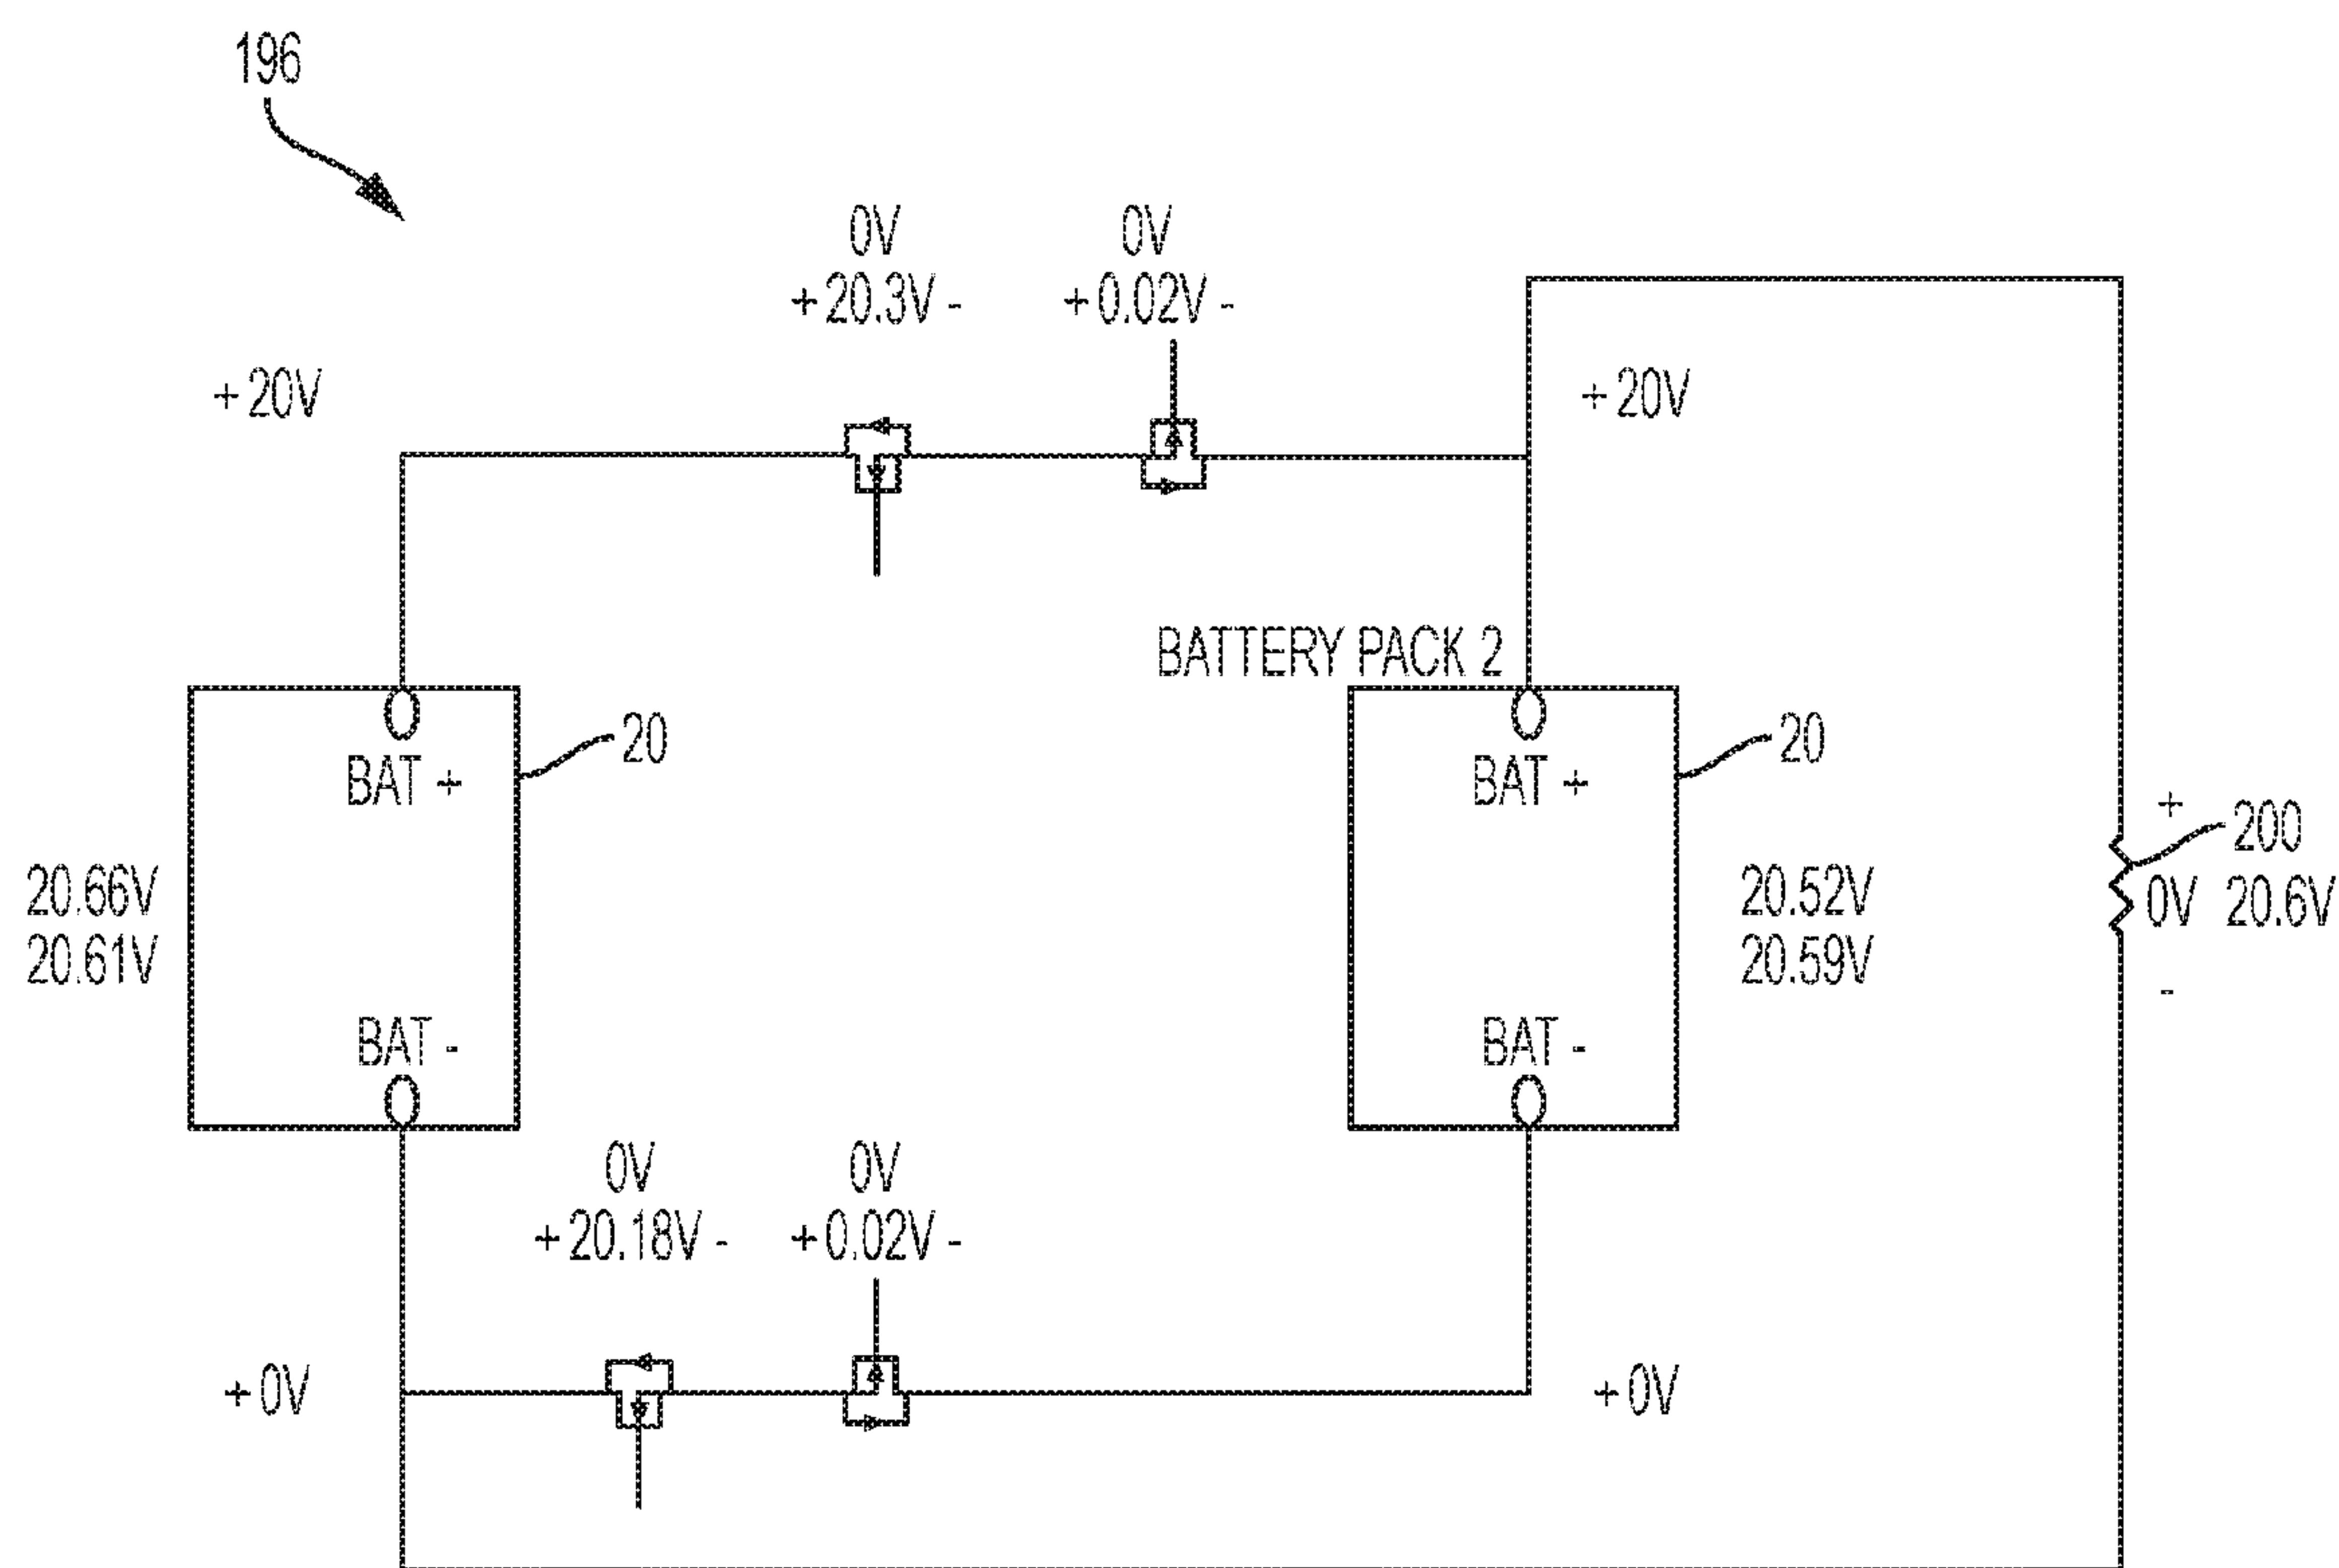 196
0V
+20.3V -
0V
+0.02V -
+20V
+20V
BATTERY PACK 2
BAT +
20
BAT +
20
+
200
20.66V
20.61V
20.52V
20.59V
0V 20.6V
-
BAT -
BAT -
0V
+20.18V -
0V
+0.02V -
+0V
+0V